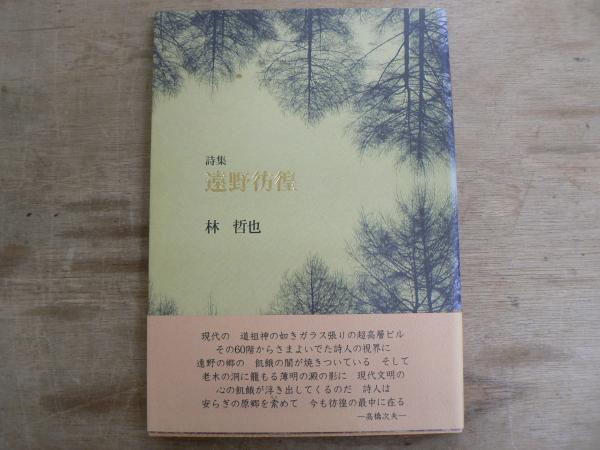 詩集
遠野彷徨
林 哲也
現代の 道祖神の如きガラス張りの超高層ビル
その60階からさまよいでた詩人の視界に
遠野の郷の 飢餓の闇が焼きついている そして
老木の洞に籠もる薄明の澱の影に 現代文明の
心の飢餓が浮き出してくるのだ 詩人は
安らぎの原郷を索めて 今も彷徨の最中に在る
―高橋次夫―